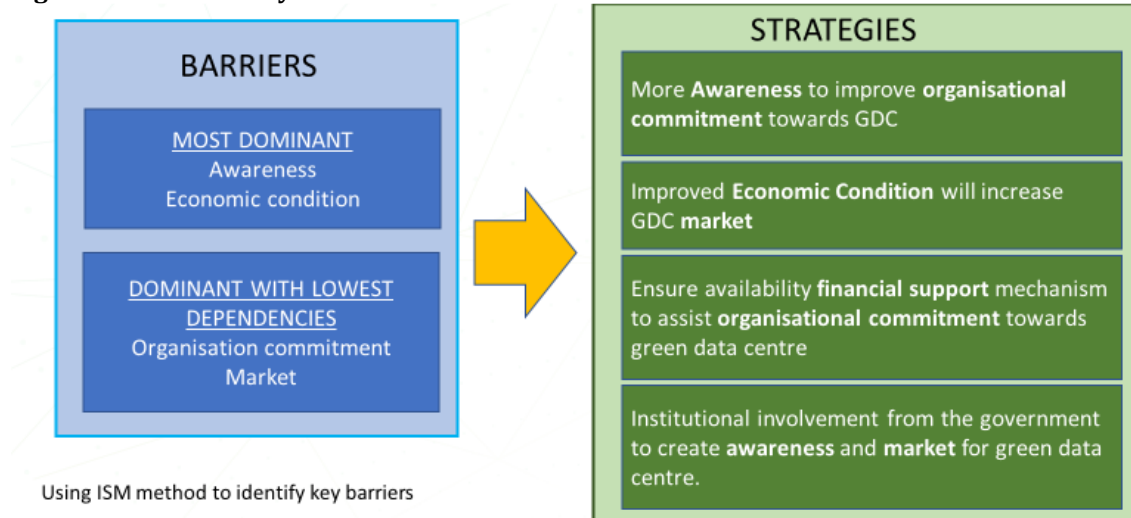 BARRIERS
MOST DOMINANT
Awareness
Economic condition
DOMINANT WITH LOWEST
DEPENDENCIES
Organisation commitment
Market
Using ISM method to identify key barriers
STRATEGIES
More Awareness to improve organisational
commitment towards GDC
Improved Economic Condition will increase
GDC market
Ensure availability financial support mechanism
to assist organisational commitment towards
green data centre
Institutional involvement from the government
to create awareness and market for green data
centre.